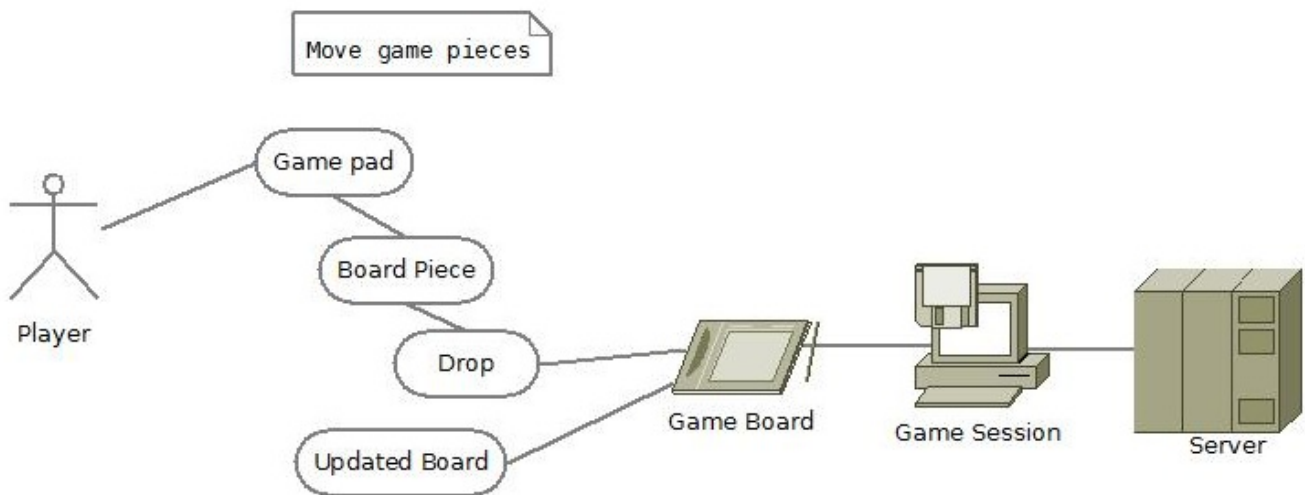 Move game pieces
Game pad
Board Piece
Player
Drop
Game Board
Game Session
Server
Updated Board